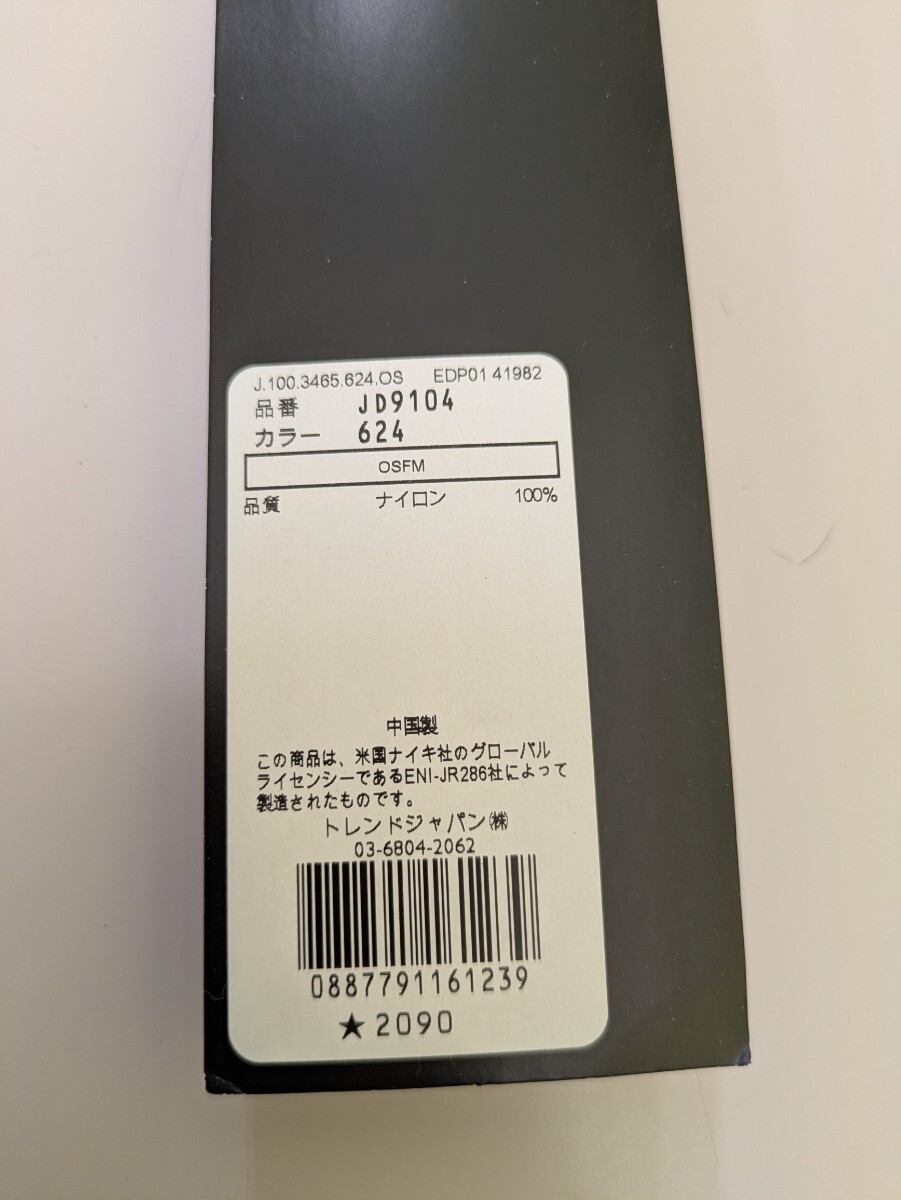 J.100.3465.624.OS EDP01 41982
品番 JD9104
カラー 624
OSFM
品質 ナイロン 100%
中国製
この商品は、米国ナイキ社のグローバル
ライセンシーであるENI-JR286社によって
製造されたものです。
トレンドジャパン㈱
03-6804-2062
0887791161239
★2090